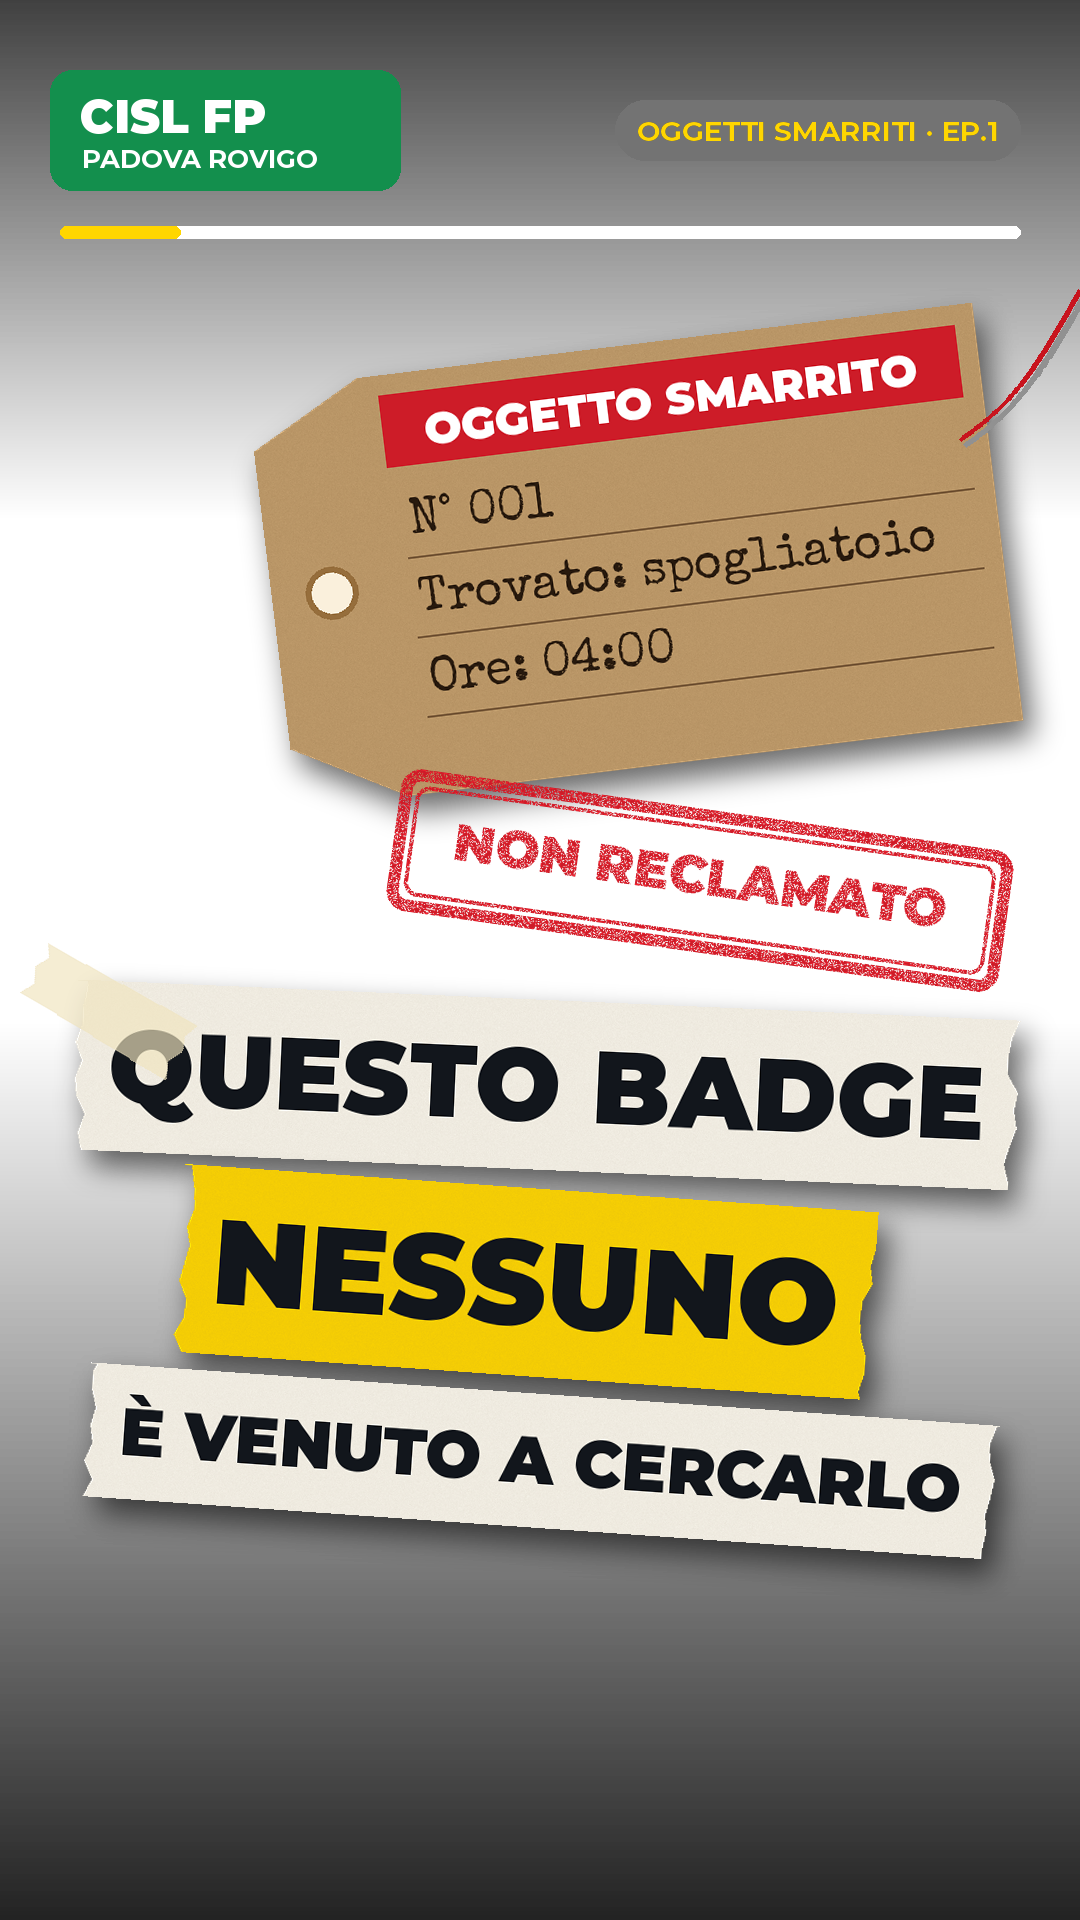 CISL FP
PADOVA ROVIGO
OGGETTI SMARRITI · EP.1
OGGETTO SMARRITO
N° 001
Trovato: spogliatoio
Ore: 04:00
NON RECLAMATO
QUESTO BADGE
NESSUNO
È VENUTO A CERCARLO